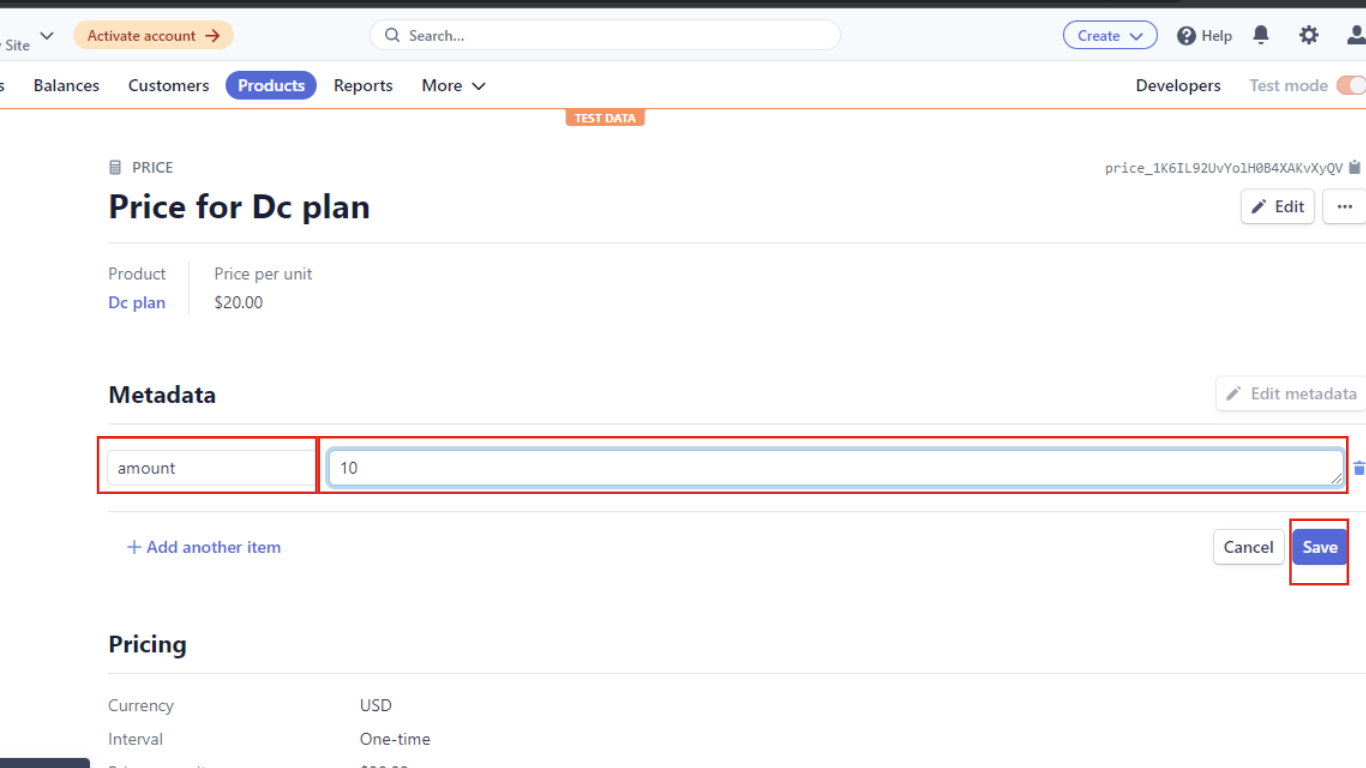 Site
Activate account →
Search...
Create
Help
s Balances Customers Products Reports More
Developers Test mode
TEST DATA
PRICE
price_1K6IL92UvYolH0B4XAKvXyQV
Price for Dc plan
Edit
Product Price per unit
Dc plan $20.00
Metadata
Edit metadata
amount 10
+ Add another item
Cancel Save
Pricing
Currency USD
Interval One-time